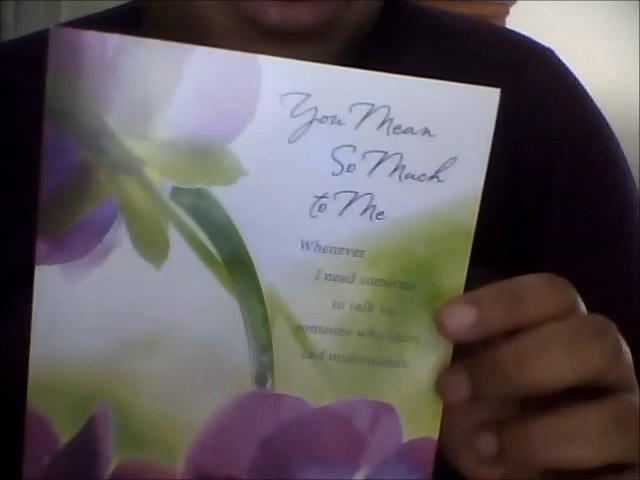 You Mean
So Much
to Me
Whenever
I need someone
to talk to
someone who cares
and understands